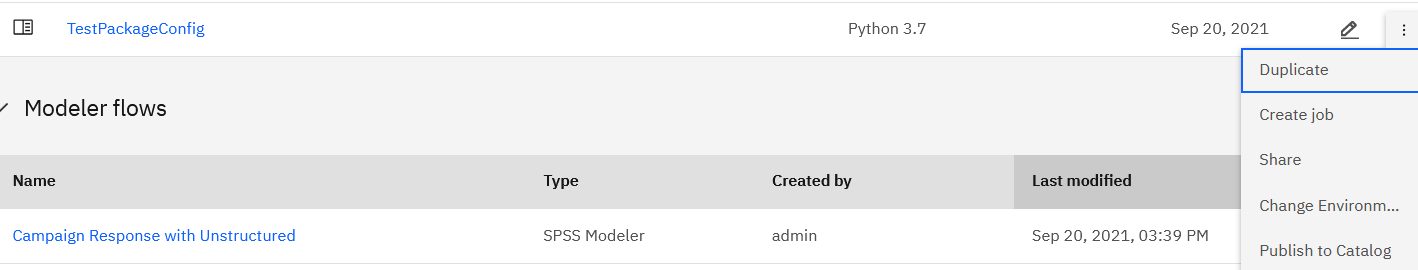 TestPackageConfig Python 3.7 Sep 20, 2021
Duplicate
Modeler flows
Create job
Share
Name Type Created by Last modified
Change Environm...
Campaign Response with Unstructured SPSS Modeler admin Sep 20, 2021, 03:39 PM
Publish to Catalog